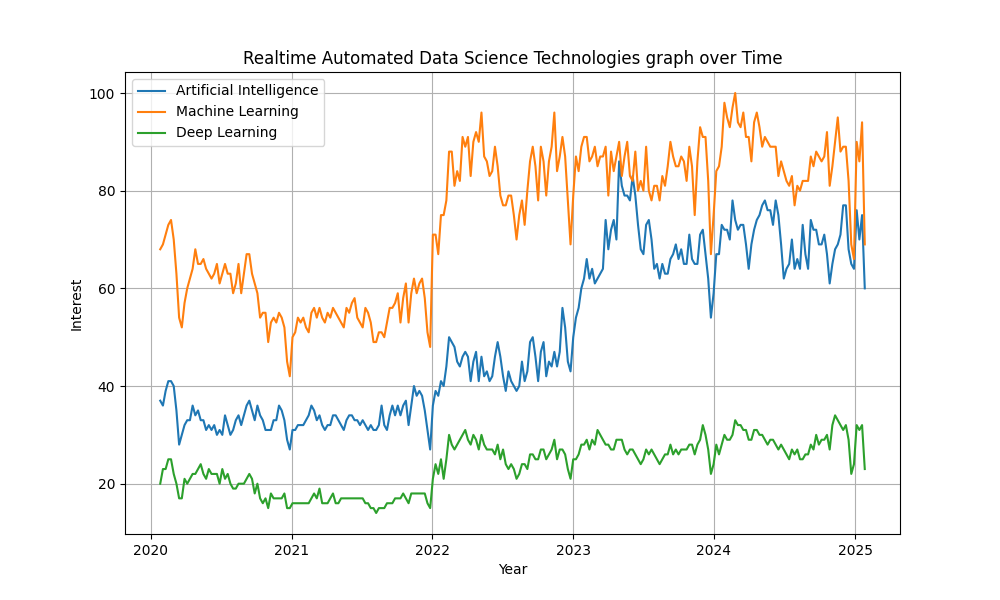 Realtime Automated Data Science Technologies graph over Time
Artificial Intelligence
Machine Learning
Deep Learning
100
80
60
40
20
Interest
2020 2021 2022 2023 2024 2025
Year